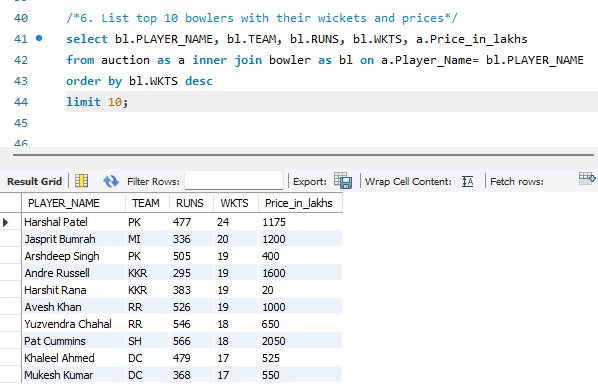 39
40 /*6. List top 10 bowlers with their wickets and prices*/
41 select bl.PLAYER_NAME, bl.TEAM, bl.RUNS, bl.WKTS, a.Price_in_lakhs
42 from auction as a inner join bowler as bl on a.Player_Name= bl.PLAYER_NAME
43 order by bl.WKTS desc
44 limit 10;
45
46
Result Grid Filter Rows: Export: Wrap Cell Content: IA Fetch rows:
PLAYER_NAME TEAM RUNS WKTS Price_in_lakhs
Harshal Patel PK 477 24 1175
Jasprit Bumrah MI 336 20 1200
Arshdeep Singh PK 505 19 400
Andre Russell KKR 295 19 1600
Harshit Rana KKR 383 19 20
Avesh Khan RR 526 19 1000
Yuzvendra Chahal RR 546 18 650
Pat Cummins SH 566 18 2050
Khaleel Ahmed DC 479 17 525
Mukesh Kumar DC 368 17 550